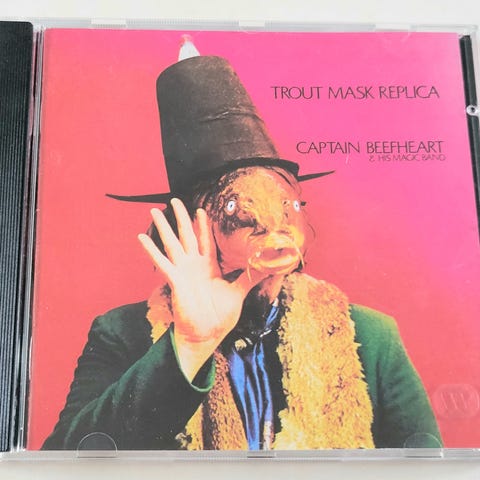 TROUT MASK REPLICA
CAPTAIN BEEFHEART
& HIS MAGIC BAND